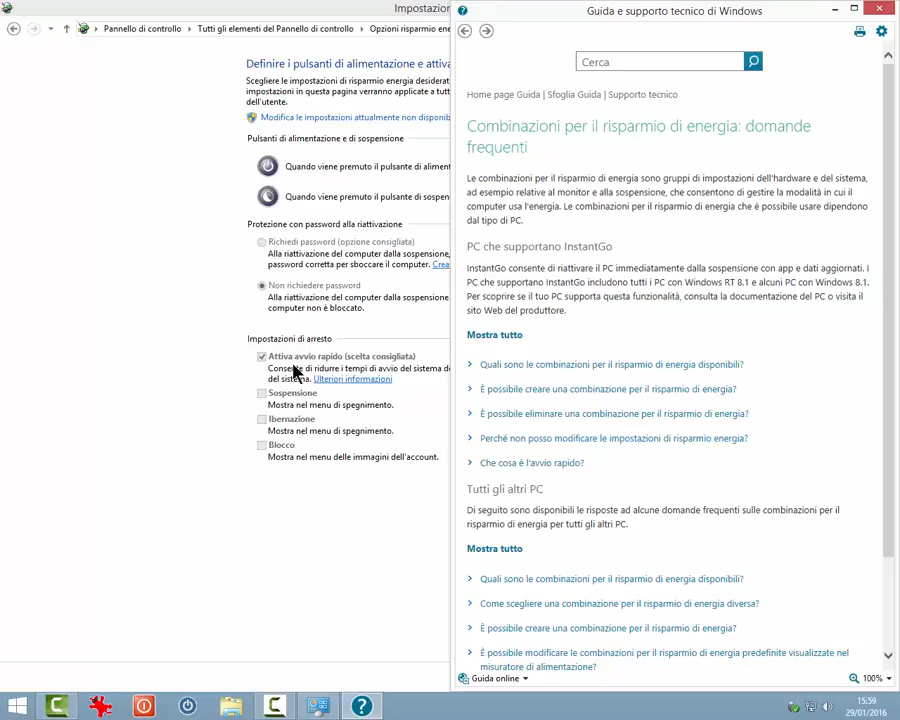 Impostazion
Guida e supporto tecnico di Windows
Pannello di controllo
Tutti gli elementi del Pannello di controllo
Opzioni risparmio ene
Definire i pulsanti di alimentazione e attiva
Scegliere le impostazioni di risparmio energia desiderat
impostazioni in questa pagina verranno applicate a tutt
dell'utente.
Modifica le impostazioni attualmente non disponib
Pulsanti di alimentazione e di sospensione
Quando viene premuto il pulsante di aliment
Quando viene premuto il pulsante di sospen
Protezione con password alla riattivazione
Richiedi password (opzione consigliata)
Alla riattivazione del computer dalla sospensione,
password corretta per sboccare il computer. Crea
Non richiedere password
Alla riattivazione del computer dalla sospensione
computer non è bloccato.
Impostazioni di arresto
Attiva avvio rapido (scelta consigliata)
Consente di ridurre i tempi di avvio del sistema do
del sistema. Ulteriori informazioni
Sospensione
Mostra nel menu di spegnimento.
Ibernazione
Mostra nel menu di spegnimento.
Blocco
Mostra nel menu delle immagini dell'account.
Cerca
Home page Guida | Sfoglia Guida | Supporto tecnico
Combinazioni per il risparmio di energia: domande
frequenti
Le combinazioni per il risparmio di energia sono gruppi di impostazioni dell'hardware e del sistema,
ad esempio relative al monitor e alla sospensione, che consentono di gestire la modalità in cui il
computer usa l'energia. Le combinazioni per il risparmio di energia che è possibile usare dipendono
dal tipo di PC.
PC che supportano InstantGo
InstantGo consente di riattivare il PC immediatamente dalla sospensione con app e dati aggiornati. I
PC che supportano InstantGo includono tutti i PC con Windows RT 8.1 e alcuni PC con Windows 8.1.
Per scoprire se il tuo PC supporta questa funzionalità, consulta la documentazione del PC o visita il
sito Web del produttore.
Mostra tutto
Quali sono le combinazioni per il risparmio di energia disponibili?
È possibile creare una combinazione per il risparmio di energia?
È possibile eliminare una combinazione per il risparmio di energia?
Perché non posso modificare le impostazioni di risparmio energia?
Che cosa è l'avvio rapido?
Tutti gli altri PC
Di seguito sono disponibili le risposte ad alcune domande frequenti sulle combinazioni per il
risparmio di energia per tutti gli altri PC.
Mostra tutto
Quali sono le combinazioni per il risparmio di energia disponibili?
Come scegliere una combinazione per il risparmio di energia diversa?
È possibile creare una combinazione per il risparmio di energia?
È possibile modificare le combinazioni per il risparmio di energia predefinite visualizzate nel
misuratore di alimentazione?
Guida online
100%
15:59
29/01/2016